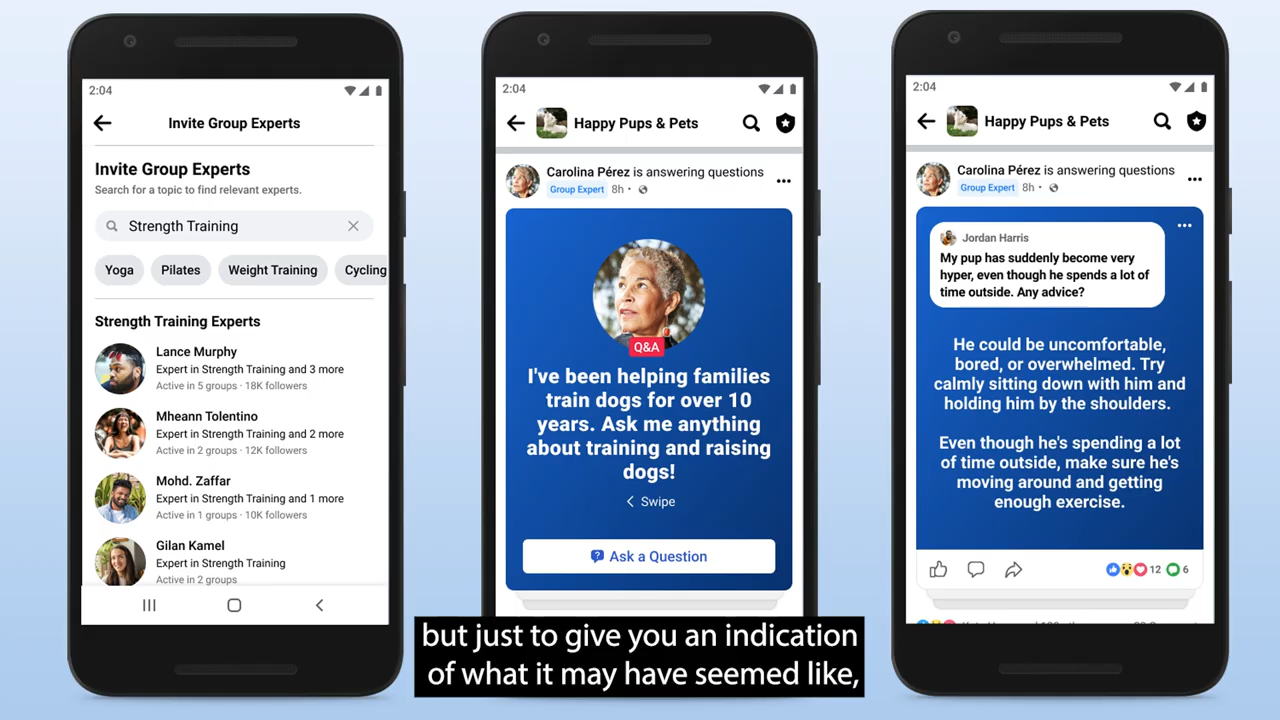 2:04
Invite Group Experts
Invite Group Experts
Search for a topic to find relevant experts.
Strength Training
Yoga
Pilates
Weight Training
Cycling
Strength Training Experts
Lance Murphy
Expert in Strength Training and 3 more
Active in 5 groups · 18K followers
Mheann Tolentino
Expert in Strength Training and 2 more
Active in 2 groups · 12K followers
Mohd. Zaffar
Expert in Strength Training and 1 more
Active in 1 groups · 10K followers
Gilan Kamel
Expert in Strength Training
Active in 2 groups
2:04
Happy Pups & Pets
Carolina Pérez is answering questions
Group Expert 8h ·
Q&A
I've been helping families
train dogs for over 10
years. Ask me anything
about training and raising
dogs!
Swipe
Ask a Question
2:04
Happy Pups & Pets
Carolina Pérez is answering questions
Group Expert 8h ·
Jordan Harris
My pup has suddenly become very
hyper, even though he spends a lot of
time outside. Any advice?
He could be uncomfortable,
bored, or overwhelmed. Try
calmly sitting down with him and
holding him by the shoulders.
Even though he's spending a lot
of time outside, make sure he's
moving around and getting
enough exercise.
12
6
but just to give you an indication
of what it may have seemed like,